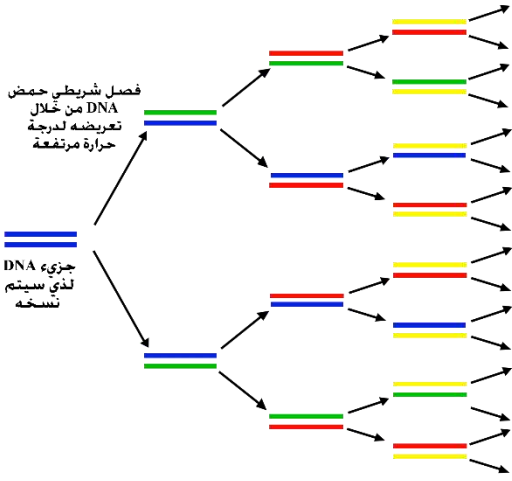 فصل شريطي حمض
DNA من خلال
تعريضه لدرجة
حرارة مرتفعة
جزيء DNA
لذي سيتم
نسخه